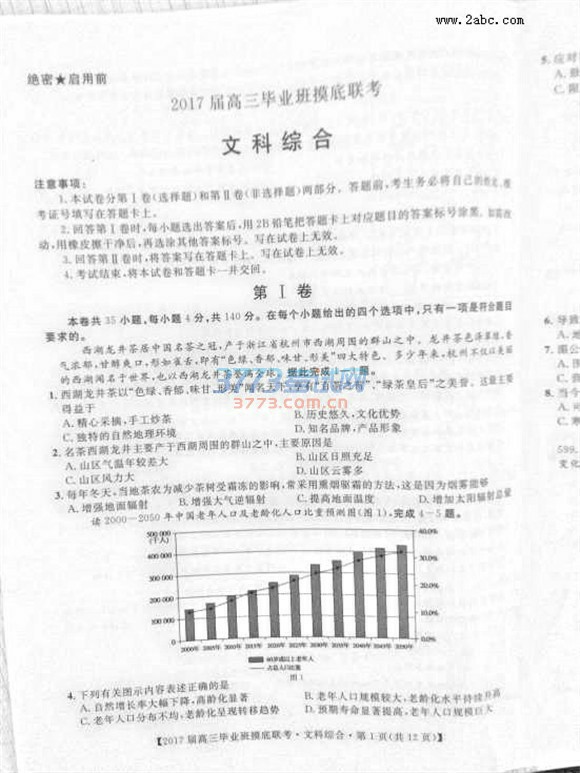 www.2abc.com
绝密★启用前
2017届高三毕业班摸底联考
文科综合
注意事项:
1.本试卷分第Ⅰ卷(选择题)和第Ⅱ卷(非选择题)两部分。答题前,考生务必将自己的
考证号填写在答题卡上。
2.回答第Ⅰ卷时,每小题选出答案后,用2B铅笔把答题卡上对应题目的答案标号涂黑。如需改
动,用橡皮擦干净后,再选涂其他答案标号。写在试卷上无效。
3.回答第Ⅱ卷时,将答案写在答题卡上。写在试卷上无效。
4.考试结束,将本试卷和答题卡一并交回。
第Ⅰ卷
本卷共35小题,每小题4分,共140分。在每个小题给出的四个选项中,只有一项是符合题目
要求的。
西湖龙井茶居中国名茶之冠,产于浙江省杭州市西湖周围的群山之中。龙井茶色泽翠绿,香
气浓郁,甘醇爽口,形如雀舌,即有“色绿、香郁、味甘、形美”四大特色。多少年来,杭州不仅以美丽
的西湖闻名于世界,也以西湖龙井茶 据此完成 题。
3773.com.cn
1.西湖龙井茶以“色绿、香郁、味甘、形美”闻名天下,享有 “绿茶皇后”之美誉。这最主要
得益于
A.精心采摘,手工炒茶 B.历史悠久,文化优势
C.独特的自然地理环境 D.知名品牌,产品形象
2.名茶西湖龙井主要产于西湖周围的群山之中,主要原因是
A.山区气温年较差大 B.山区日照充足
C.山区风力大 D.山区云雾多
3.每年冬天,当地茶农为减少茶树受霜冻的影响,常采用熏烟驱霜的方法,这是因为烟雾能够
A.增强地面辐射 B.增强大气逆辐射 C.提高地面温度 D.增加太阳辐射总量
读2000—2050年中国老年人口及老龄化人口比重预测图(图1),完成4~5题。
500 000
(千人)
400 000
300 000
200 000
100 000
0
40.0%
30.0%
20.0%
10.0%
0.0%
2000年 2005年 2010年 2015年 2020年 2025年 2030年 2035年 2040年 2045年 2050年
60岁或以上老年人
占总人口比重
图1
4.下列有关图示内容表述正确的是
A.自然增长率大幅下降,高龄化显著 B.老年人口规模较大,老龄化水平持续升高
C.老年人口分布不均,老龄化呈现转移趋势 D.预期寿命显著提高,老年人口规模巨大
【2017届高三毕业班摸底联考·文科综合·第1页(共12页)】
5.应对
A.鼓
C.限
6.导致
A.地
C.地
7.图
A.
C.
8.当今
A.
C.
599.
变化